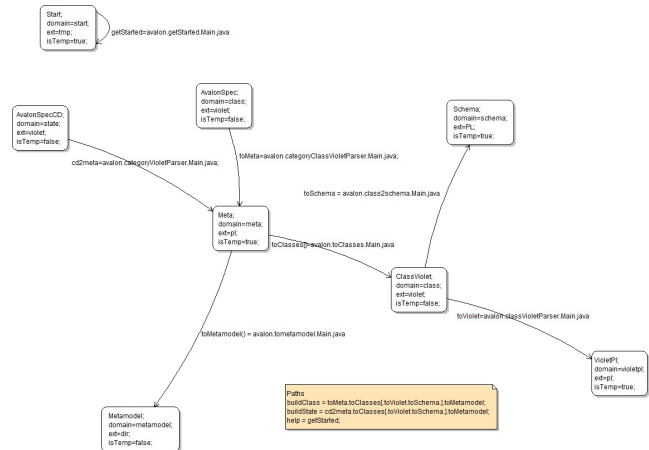 Start;
domain=start;
ext=tmp;
isTemp=true;
getStarted=avalon.getStarted.Main.java
AvalonSpec;
domain=class;
ext=violet;
isTemp=false;
AvalonSpecCD;
domain=state;
ext=violet;
isTemp=false;
Schema;
domain=schema;
ext=PL;
isTemp=true;
toMeta=avalon.categoryClassVioletParser.Main.java;
cd2meta=avalon.categoryVioletParser.Main.java;
toSchema = avalon.class2schema.Main.java
Meta;
domain=meta;
ext=pl;
isTemp=true;
toClasses[]=avalon.toClasses.Main.java
ClassViolet;
domain=class;
ext=violet;
isTemp=false;
toViolet=avalon.classVioletParser.Main.java
toMetamodel() = avalon.tometamodel.Main.java
VioletPl;
domain=violetpl;
ext=pl;
isTemp=true;
Paths
buildClass = toMeta.toClasses[.toViolet.toSchema.].toMetamodel;
buildState = cd2meta.toClasses[.toViolet.toSchema.].toMetamodel;
help = getStarted;
Metamodel;
domain=metamodel;
ext=dir;
isTemp=false;